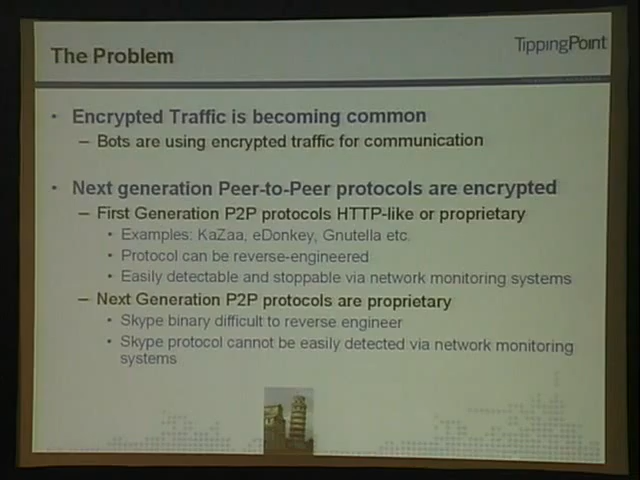 The Problem
TippingPoint
• Encrypted Traffic is becoming common
– Bots are using encrypted traffic for communication
• Next generation Peer-to-Peer protocols are encrypted
– First Generation P2P protocols HTTP-like or proprietary
• Examples: KaZaa, eDonkey, Gnutella etc.
• Protocol can be reverse-engineered
• Easily detectable and stoppable via network monitoring systems
– Next Generation P2P protocols are proprietary
• Skype binary difficult to reverse engineer
• Skype protocol cannot be easily detected via network monitoring
systems